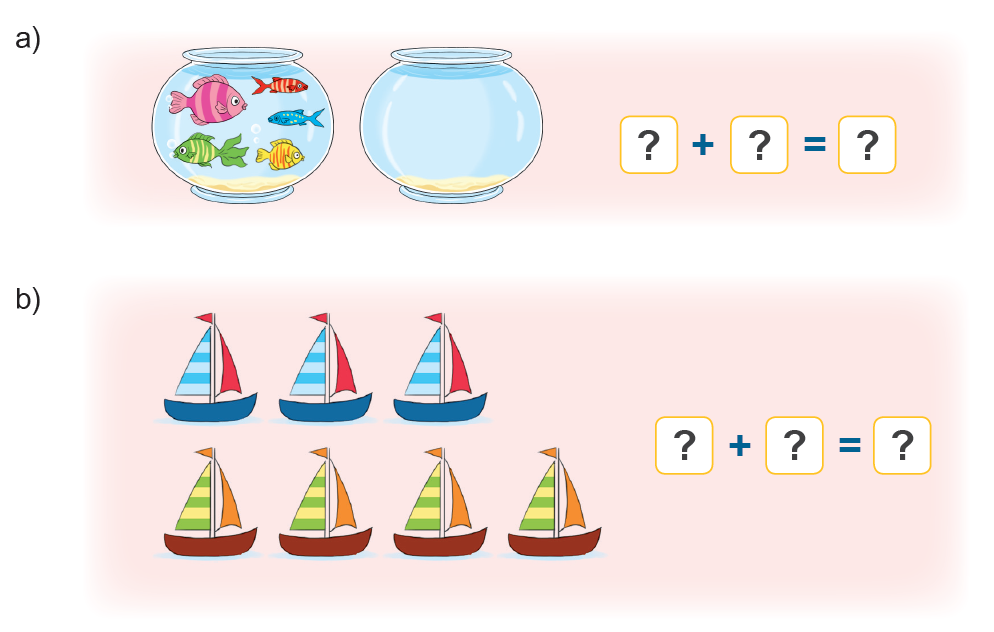 a)
? + ? = ?
b)
? + ? = ?